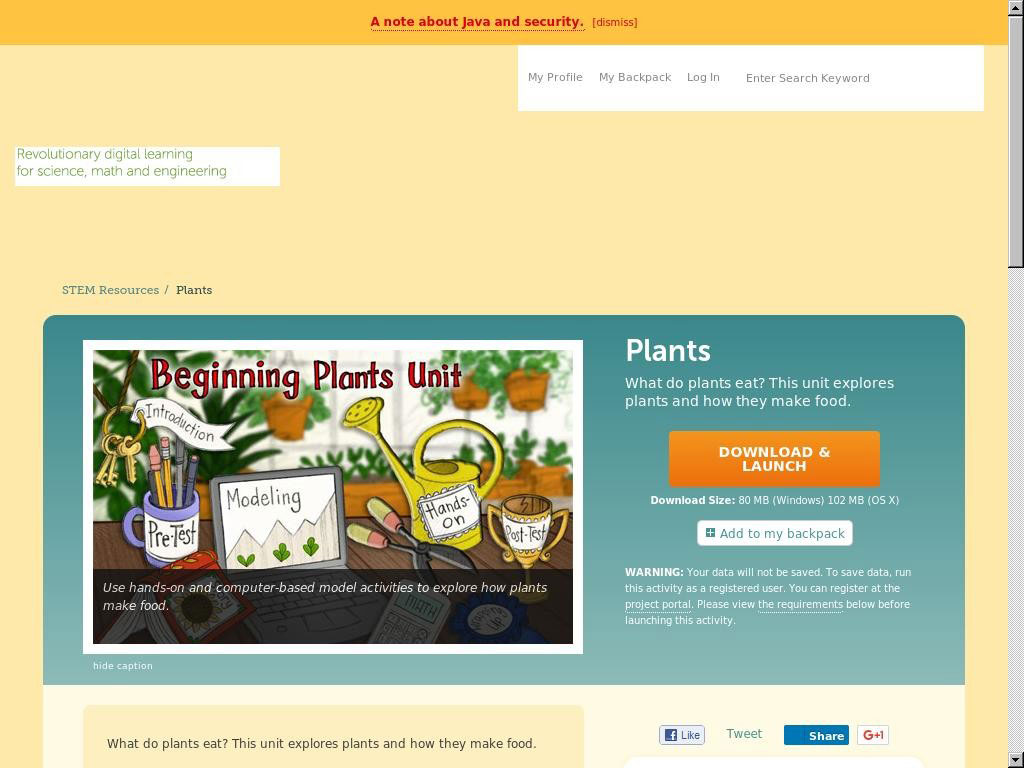 A note about Java and security. [dismiss]
My Profile My Backpack Log In Enter Search Keyword
Revolutionary digital learning
for science, math and engineering
STEM Resources / Plants
Beginning Plants Unit
Introduction
Pre-Test
Modeling
Hands-
on
Post-Test
MATH
Use hands-on and computer-based model activities to explore how plants
make food.
hide caption
Plants
What do plants eat? This unit explores
plants and how they make food.
DOWNLOAD &
LAUNCH
Download Size: 80 MB (Windows) 102 MB (OS X)
Add to my backpack
WARNING: Your data will not be saved. To save data, run
this activity as a registered user. You can register at the
project portal. Please view the requirements below before
launching this activity.
What do plants eat? This unit explores plants and how they make food.
Like Tweet Share G+1